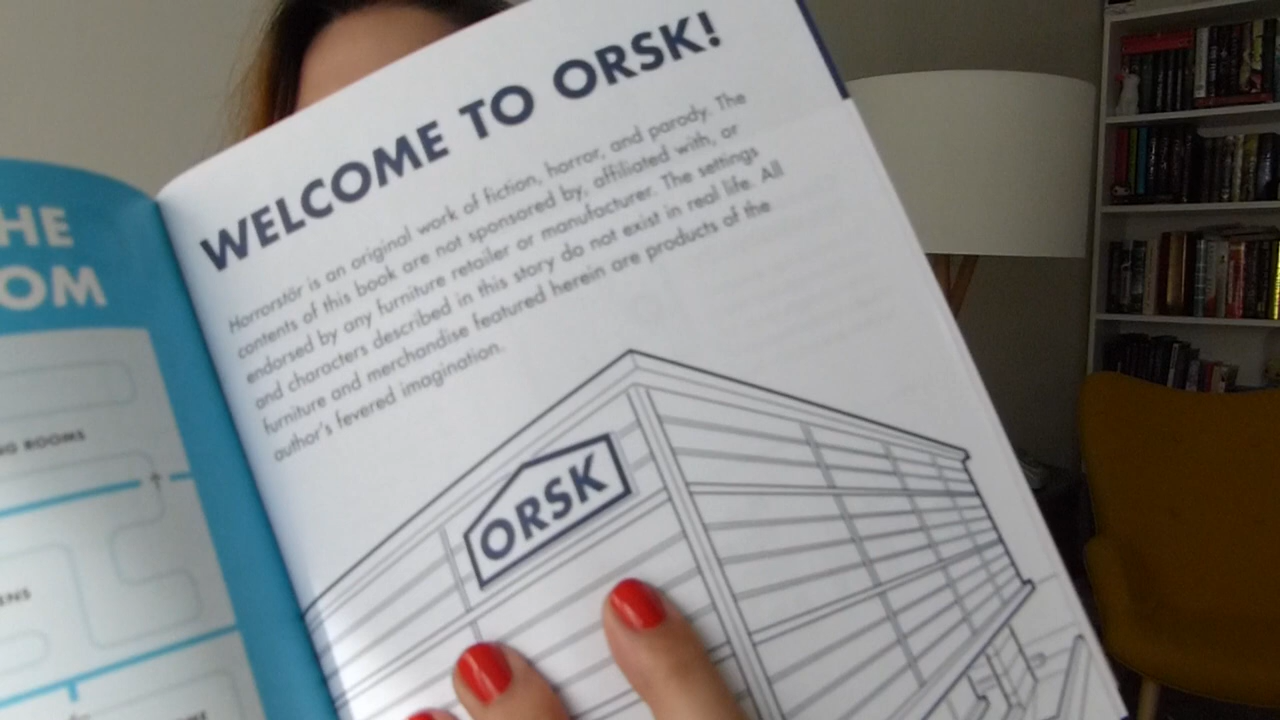 HE
OM
NG ROOMS
ENS
WELCOME TO ORSK!
Horrorstör is an original work of fiction, horror, and parody. The
contents of this book are not sponsored by, affiliated with, or
endorsed by any furniture retailer or manufacturer. The settings
and characters described in this story do not exist in real life. All
furniture and merchandise featured herein are products of the
author's fevered imagination.
ORSK